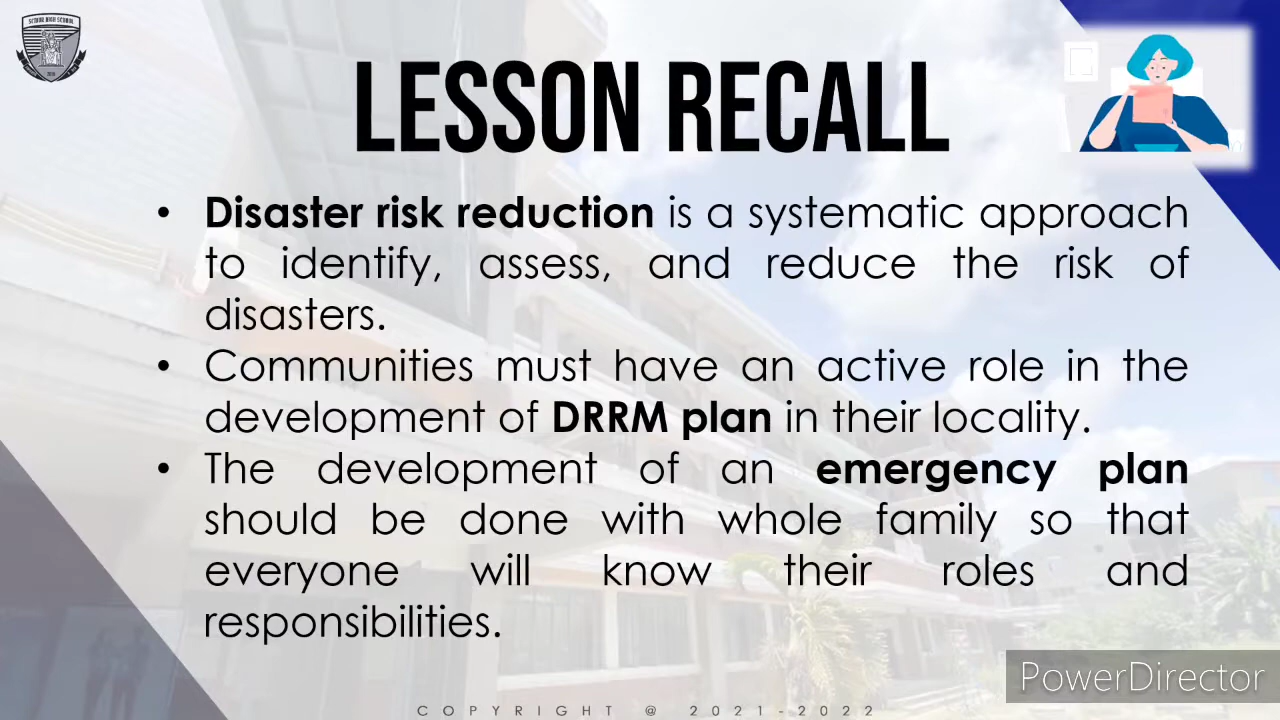 LESSON RECALL
• Disaster risk reduction is a systematic approach
to identify, assess, and reduce the risk of
disasters.
• Communities must have an active role in the
development of DRRM plan in their locality.
• The development of an emergency plan
should be done with whole family so that
everyone will know their roles and
responsibilities.
PowerDirector
COPYRIGHT @ 2021-2022